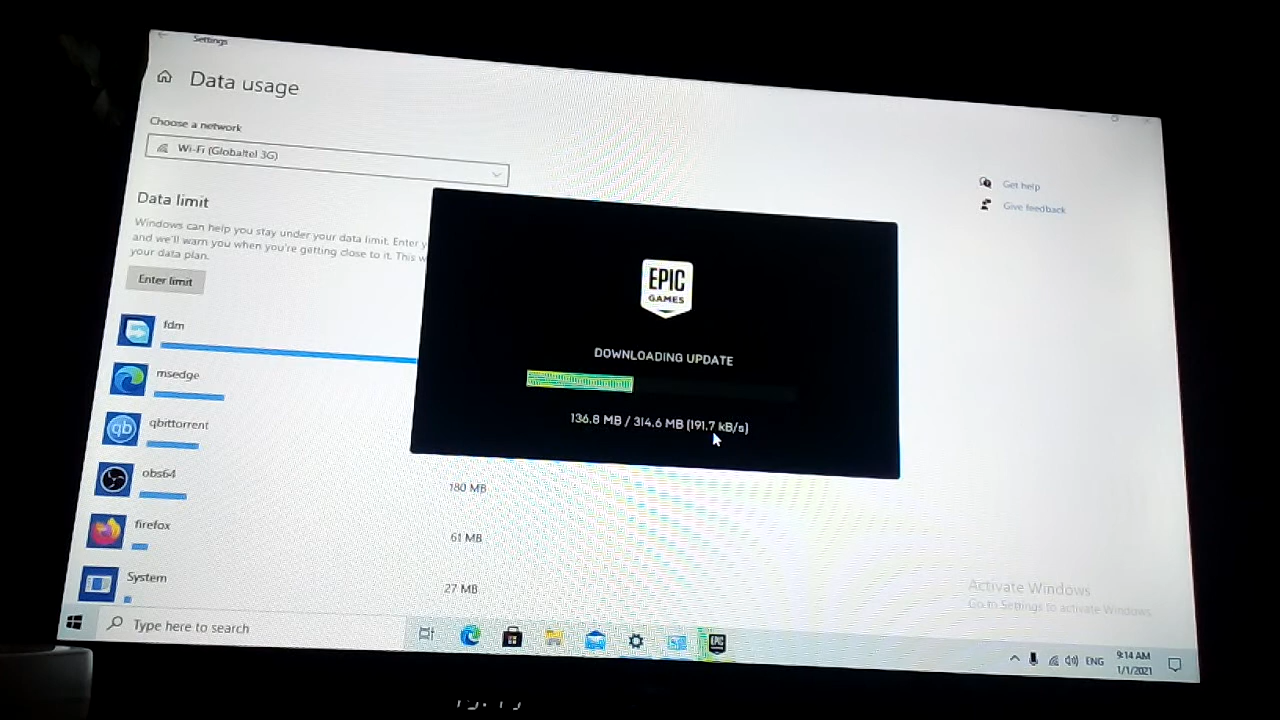 Settings
Data usage
Choose a network
Wi-Fi (Globaltel 3G)
Get help
Give feedback
Data limit
Windows can help you stay under your data limit. Enter y
and we'll warn you when you're getting close to it. This w
your data plan.
Enter limit
fdm
msedge
qbittorrent
obs64
180 MB
firefox
61 MB
System
27 MB
EPIC
GAMES
DOWNLOADING UPDATE
136.8 MB / 314.6 MB (191.7 kB/s)
Activate Windows
Go to Settings to activate Windows.
qb
Type here to search
EPIC
ENG
9:14 AM
1/1/2021